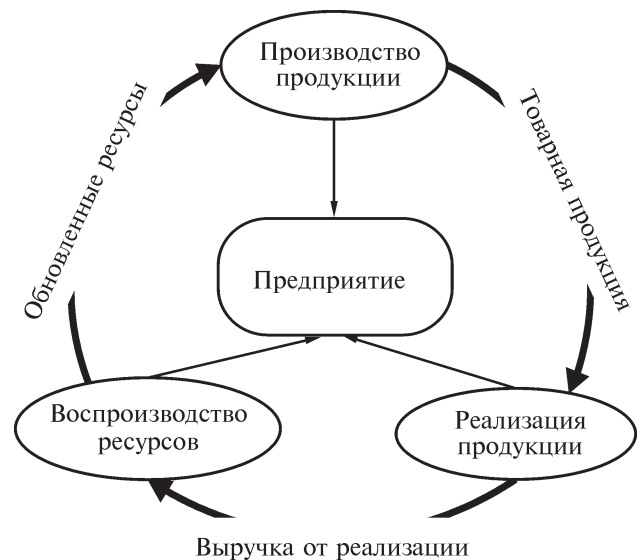 Производство
продукции
Обновленные ресурсы
Товарная продукция
Предприятие
Воспроизводство
ресурсов
Реализация
продукции
Выручка от реализации